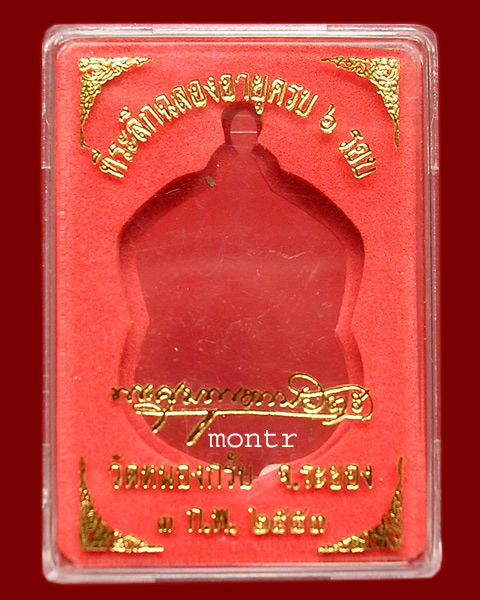 ที่ระลึกฉลองอายุครบ ๖ รอบ
montr
วัดหนองกรับ จ.ระยอง
๓ ก.พ. ๒๕๕๓